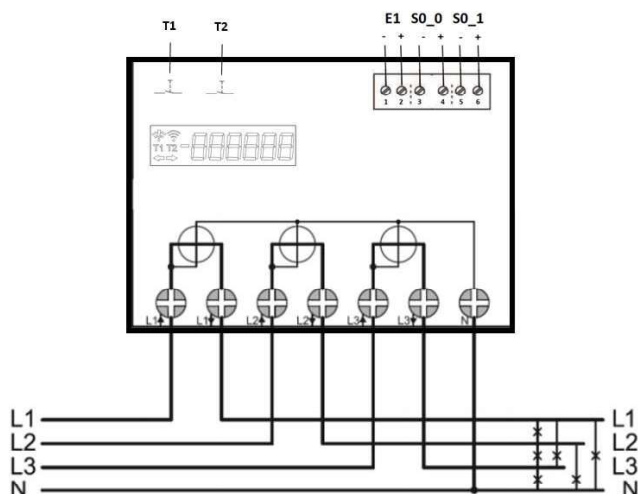 E1 S0_0 S0_1
T1 T2
- + - + - +
1 2 3 4 5 6
T1 T2 -888888
L1 L1 L2 L2 L3 L3 N
L1 L1
L2 L2
L3 L3
N N